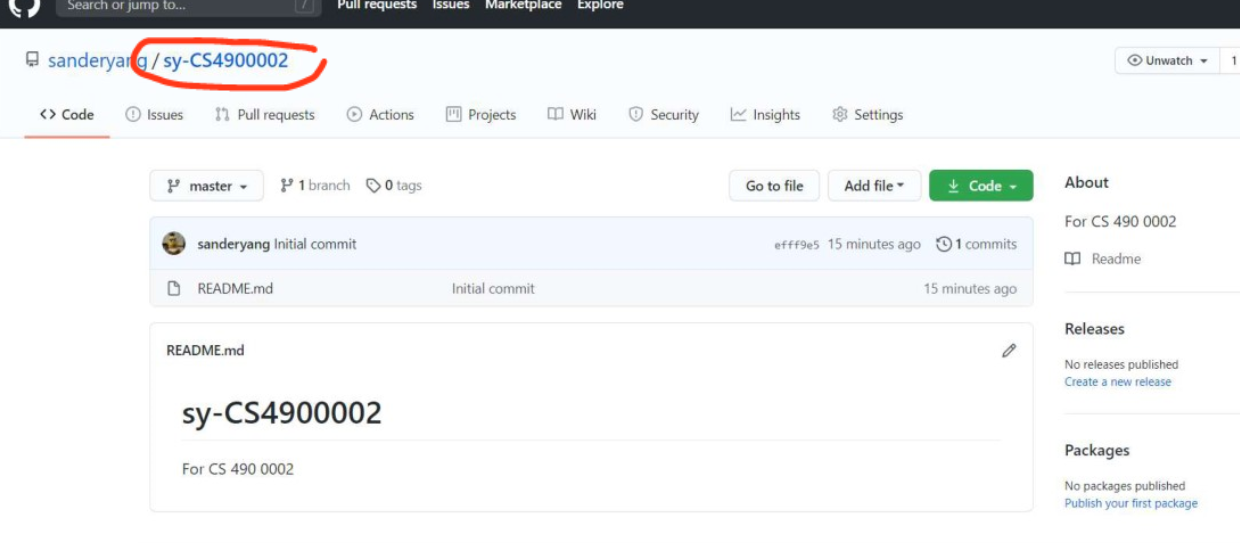 Search or jump to... /
Pull requests Issues Marketplace Explore
sanderyang / sy-CS4900002
Unwatch 1
<> Code Issues Pull requests Actions Projects Wiki Security Insights Settings
master 1 branch 0 tags
Go to file Add file Code
sanderyang Initial commit efff9e5 15 minutes ago 1 commits
README.md Initial commit 15 minutes ago
README.md
sy-CS4900002
For CS 490 0002
About
For CS 490 0002
Readme
Releases
No releases published
Create a new release
Packages
No packages published
Publish your first package